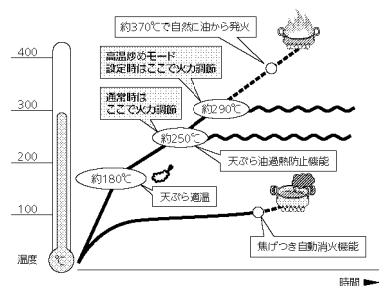 約370℃で自然に油から発火
400
高温炒めモード
設定時はここで火力調節
通常時は
ここで火力調節
約290℃
300
約250℃
天ぷら油過熱防止機能
200
約180℃
天ぷら適温
100
焦げつき自動消火機能
温度
℃
時間